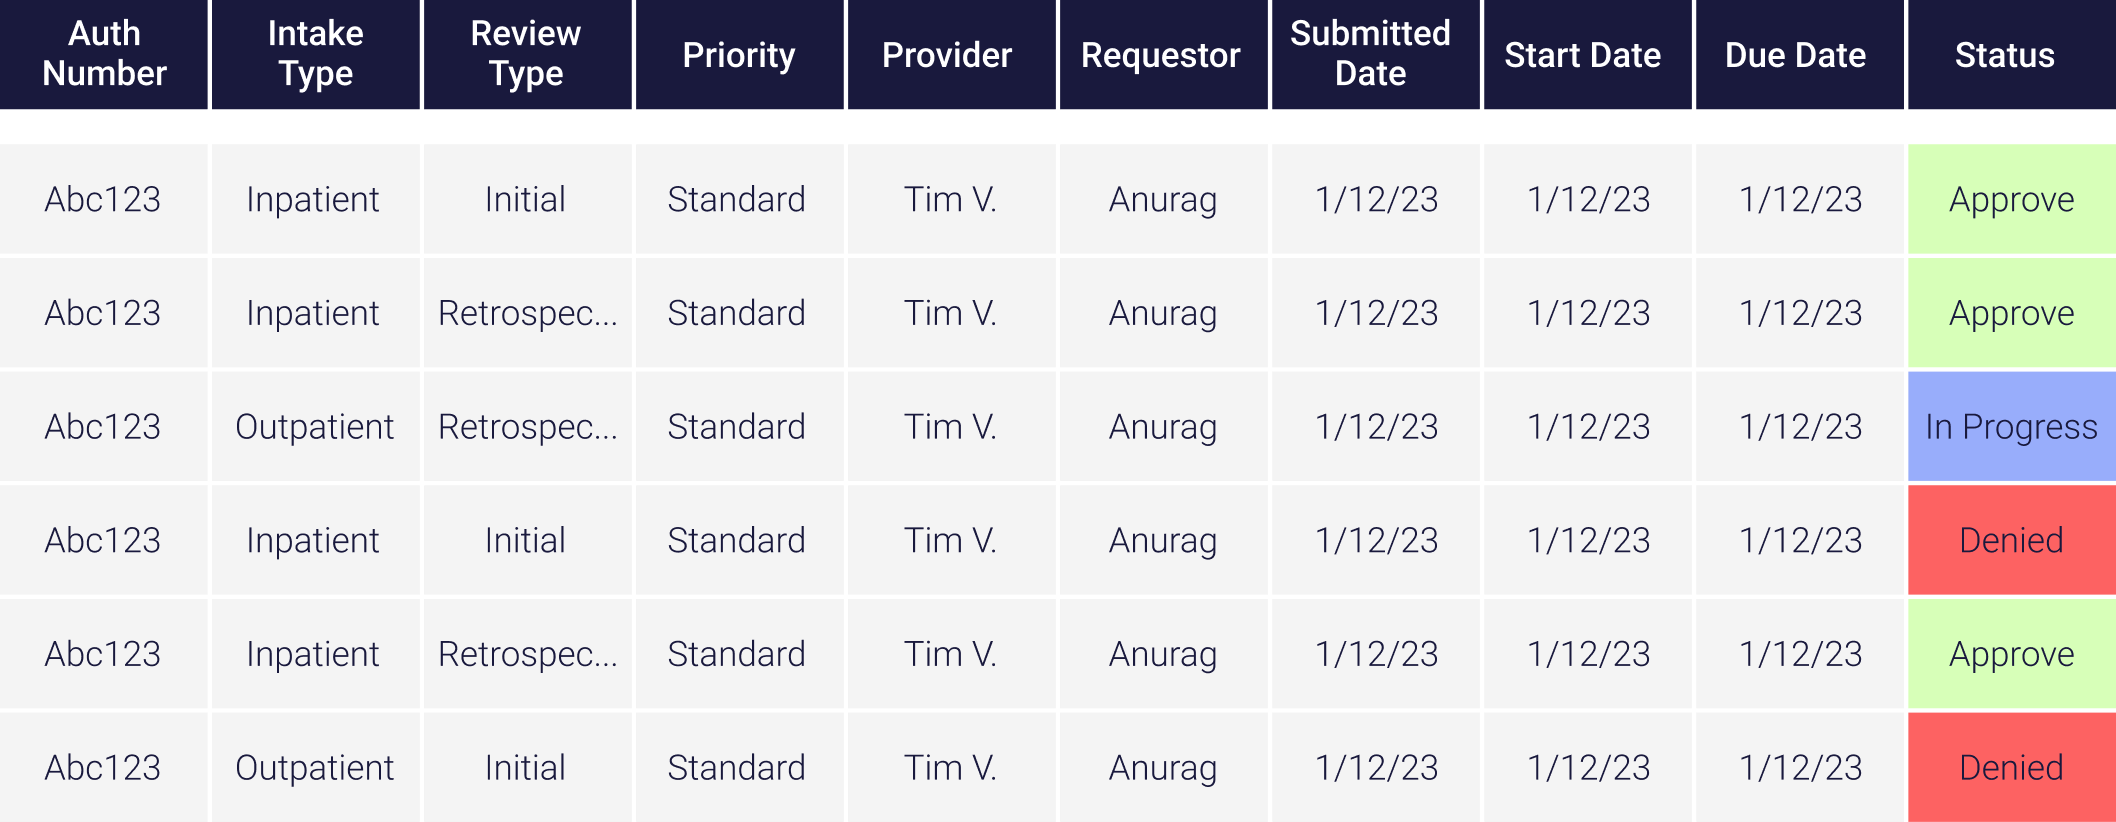 Auth Number Intake Type Review Type Priority Provider Requestor Submitted Date Start Date Due Date Status
Abc123 Inpatient Initial Standard Tim V. Anurag 1/12/23 1/12/23 1/12/23 Approve
Abc123 Inpatient Retrospec... Standard Tim V. Anurag 1/12/23 1/12/23 1/12/23 Approve
Abc123 Outpatient Retrospec... Standard Tim V. Anurag 1/12/23 1/12/23 1/12/23 In Progress
Abc123 Inpatient Initial Standard Tim V. Anurag 1/12/23 1/12/23 1/12/23 Denied
Abc123 Inpatient Retrospec... Standard Tim V. Anurag 1/12/23 1/12/23 1/12/23 Approve
Abc123 Outpatient Initial Standard Tim V. Anurag 1/12/23 1/12/23 1/12/23 Denied